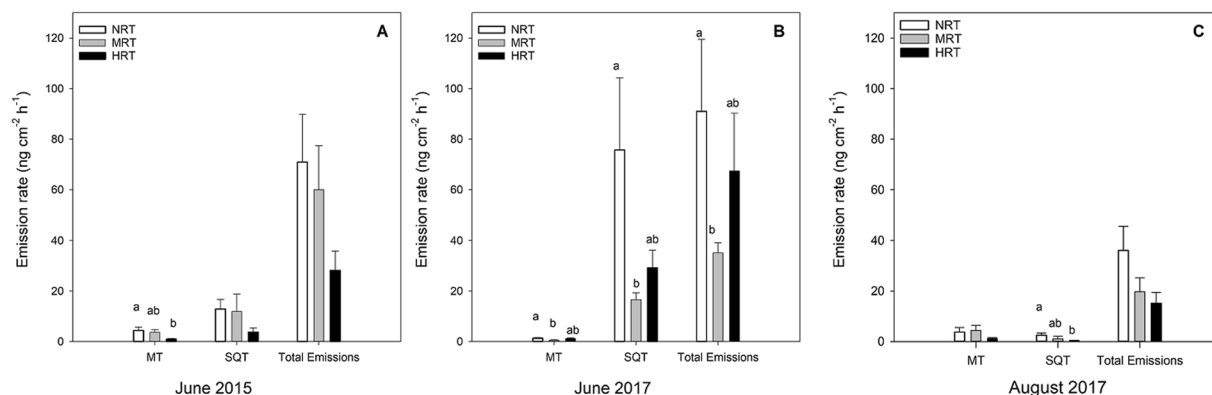 A
NRT
MRT
HRT
Emission rate (ng cm⁻² h⁻¹)
120
100
80
60
40
20
0
a
ab
b
MT
SQT
Total Emissions
June 2015
B
NRT
MRT
HRT
Emission rate (ng cm⁻² h⁻¹)
120
100
80
60
40
20
0
a
b
ab
a
b
ab
a
b
ab
MT
SQT
Total Emissions
June 2017
C
NRT
MRT
HRT
Emission rate (ng cm⁻² h⁻¹)
120
100
80
60
40
20
0
a
ab
b
MT
SQT
Total Emissions
August 2017